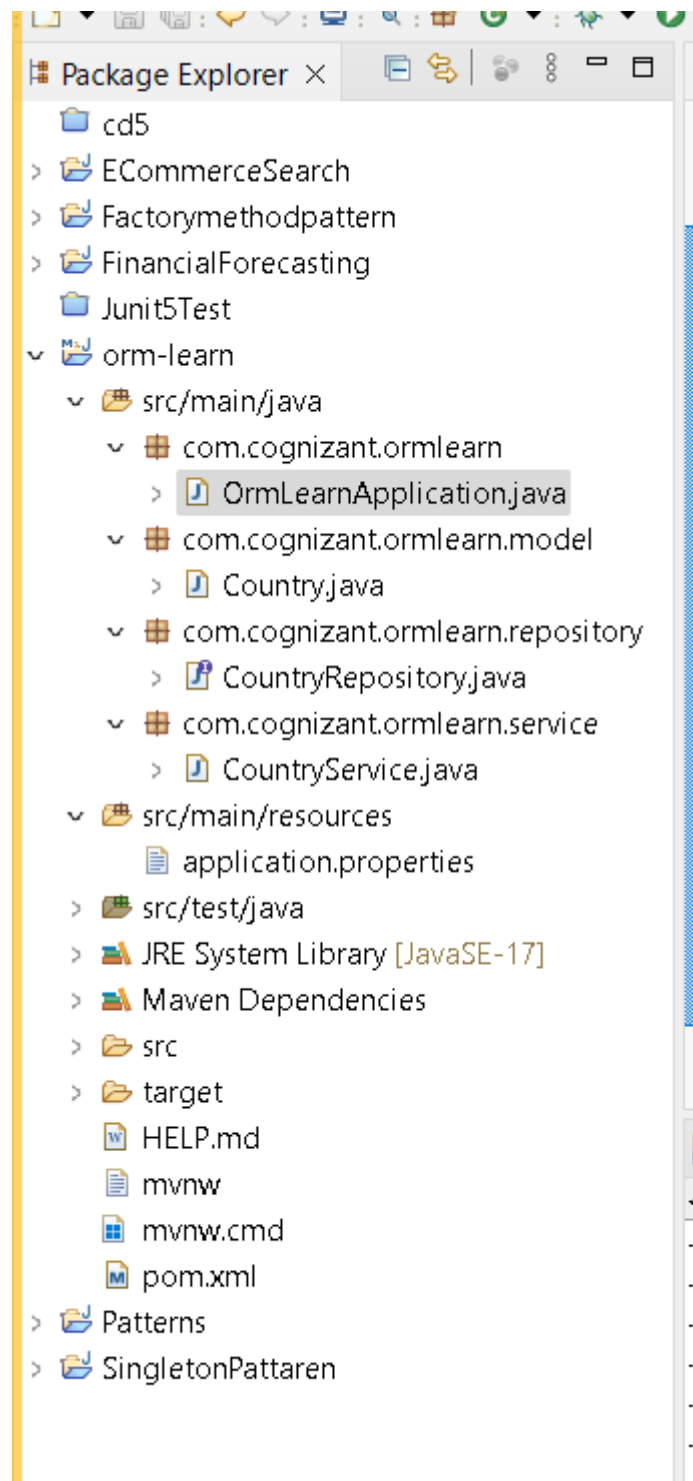 Package Explorer
cd5
ECommerceSearch
Factorymethodpattern
FinancialForecasting
Junit5Test
orm-learn
src/main/java
com.cognizant.ormlearn
OrmLearnApplication.java
com.cognizant.ormlearn.model
Country.java
com.cognizant.ormlearn.repository
CountryRepository.java
com.cognizant.ormlearn.service
CountryService.java
src/main/resources
application.properties
src/test/java
JRE System Library [JavaSE-17]
Maven Dependencies
src
target
HELP.md
mvnw
mvnw.cmd
pom.xml
Patterns
SingletonPattaren